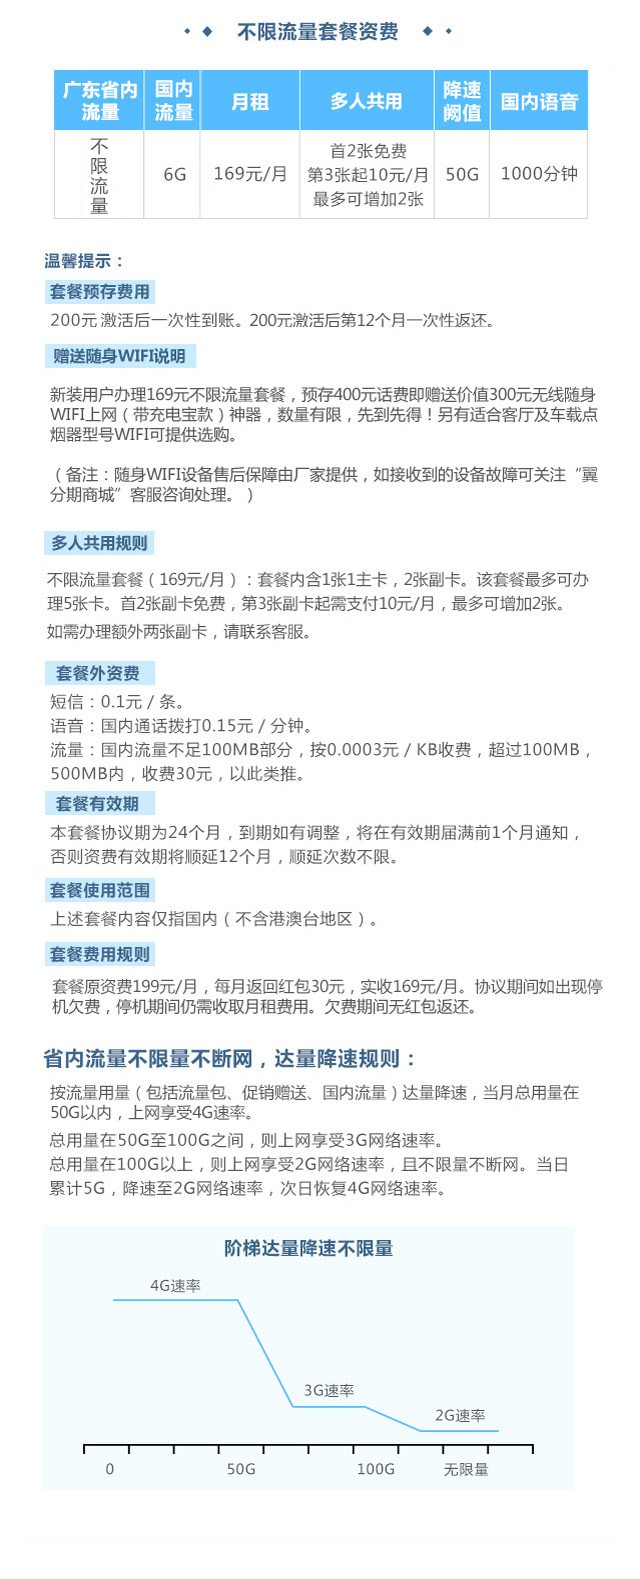 不限流量套餐资费
广东省内流量 国内流量 月租 多人共用 降速阙值 国内语音
不限流量 6G 169元/月 首2张免费 第3张起10元/月 最多可增加2张 50G 1000分钟
温馨提示：
套餐预存费用
200元 激活后一次性到账。200元激活后第12个月一次性返还。
赠送随身WIFI说明
新装用户办理169元不限流量套餐，预存400元话费即赠送价值300元无线随身
WIFI上网（带充电宝款）神器，数量有限，先到先得！另有适合客厅及车载点
烟器型号WIFI可提供选购。
（备注：随身WIFI设备售后保障由厂家提供，如接收到的设备故障可关注“翼
分期商城”客服咨询处理。）
多人共用规则
不限流量套餐（169元/月）：套餐内含1张1主卡，2张副卡。该套餐最多可办
理5张卡。首2张副卡免费，第3张副卡起需支付10元/月，最多可增加2张。
如需办理额外两张副卡，请联系客服。
套餐外资费
短信：0.1元 / 条。
语音：国内通话拨打0.15元 / 分钟。
流量：国内流量不足100MB部分，按0.0003元 / KB收费，超过100MB，
500MB内，收费30元，以此类推。
套餐有效期
本套餐协议期为24个月，到期如有调整，将在有效期届满前1个月通知，
否则资费有效期将顺延12个月，顺延次数不限。
套餐使用范围
上述套餐内容仅指国内（不含港澳台地区）。
套餐费用规则
套餐原资费199元/月，每月返回红包30元，实收169元/月。协议期间如出现停
机欠费，停机期间仍需收取月租费用。欠费期间无红包返还。
省内流量不限量不断网，达量降速规则：
按流量用量（包括流量包、促销赠送、国内流量）达量降速，当月总用量在
50G以内，上网享受4G速率。
总用量在50G至100G之间，则上网享受3G网络速率。
总用量在100G以上，则上网享受2G网络速率，且不限量不断网。当日
累计5G，降速至2G网络速率，次日恢复4G网络速率。
阶梯达量降速不限量
4G速率
3G速率
2G速率
0 50G 100G 无限量